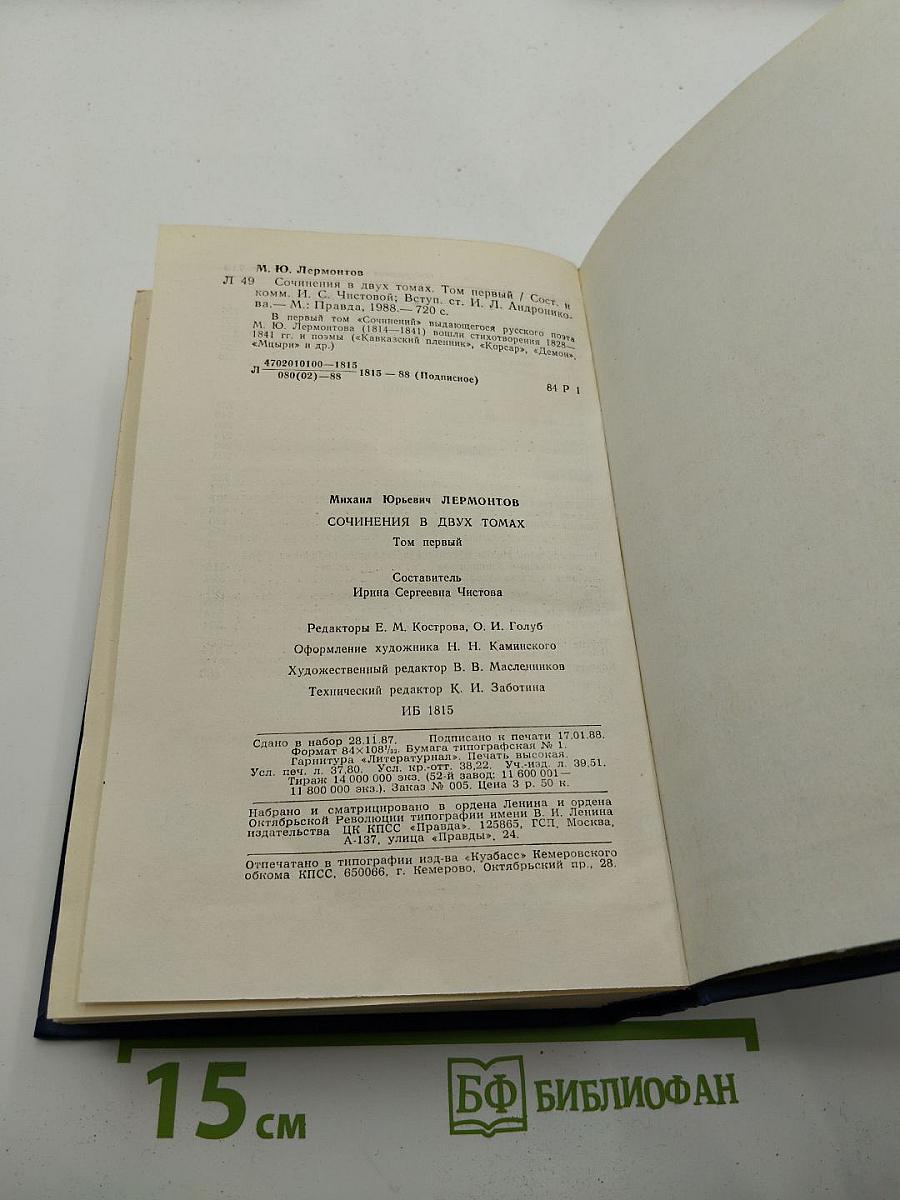 М. Ю. Лермонтов
Л 49 Сочинения в двух томах. Том первый / Сост. и
комм. И. С. Чистовой; Вступ. ст. И. Л. Андронико-
ва.— М.: Правда, 1988.— 720 с.
В первый том «Сочинений» выдающегося русского поэта
М. Ю. Лермонтова (1814—1841) вошли стихотворения 1828—
1841 гг. и поэмы («Кавказский пленник», «Корсар», «Демон»,
«Мцыри» и др.)
Л 4702010100—1815 1815 — 88 (Подписное)
080(02)—88
84 Р 1
Михаил Юрьевич ЛЕРМОНТОВ
СОЧИНЕНИЯ В ДВУХ ТОМАХ
Том первый
Составитель
Ирина Сергеевна Чистова
Редакторы Е. М. Кострова, О. И. Голуб
Оформление художника Н. Н. Каминского
Художественный редактор В. В. Масленников
Технический редактор К. И. Заботина
ИБ 1815
Сдано в набор 28.11.87. Подписано к печати 17.01.88.
Формат 84×108¹/₃₂. Бумага типографская № 1.
Гарнитура «Литературная». Печать высокая.
Усл. печ. л. 37,80. Усл. кр.-отт. 38,22. Уч.-изд. л. 39,51.
Тираж 14 000 000 экз. (52-й завод: 11 600 001—
11 800 000 экз.). Заказ № 005. Цена 3 р. 50 к.
Набрано и сматрицировано в ордена Ленина и ордена
Октябрьской Революции типографии имени В. И. Ленина
издательства ЦК КПСС «Правда». 125865, ГСП, Москва,
А-137, улица «Правды», 24.
Отпечатано в типографии изд-ва «Кузбасс» Кемеровского
обкома КПСС, 650066, г. Кемерово, Октябрьский пр., 28.
15 см
БФ БИБЛИОФАН